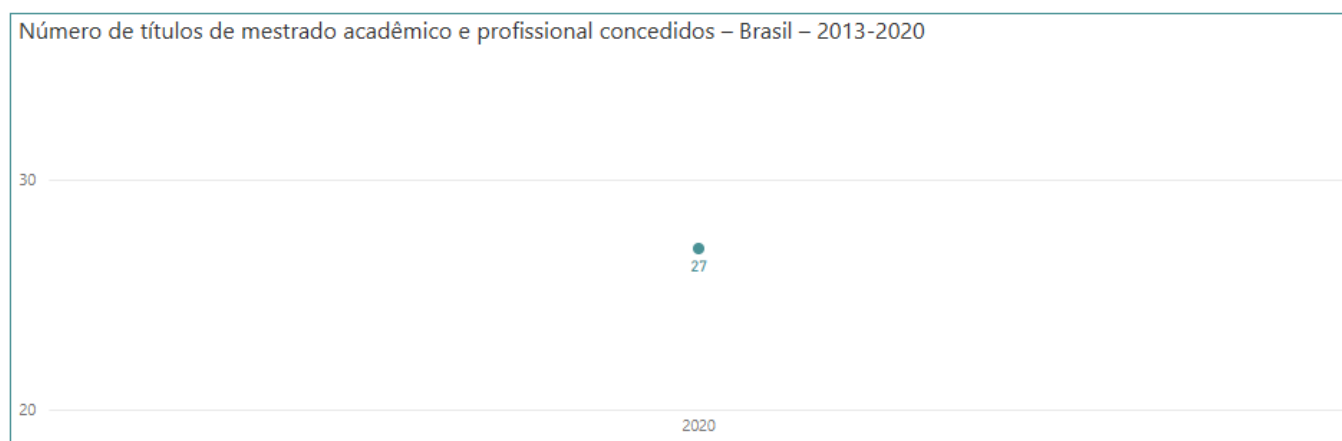 Número de títulos de mestrado acadêmico e profissional concedidos – Brasil – 2013-2020
30
27
20
2020